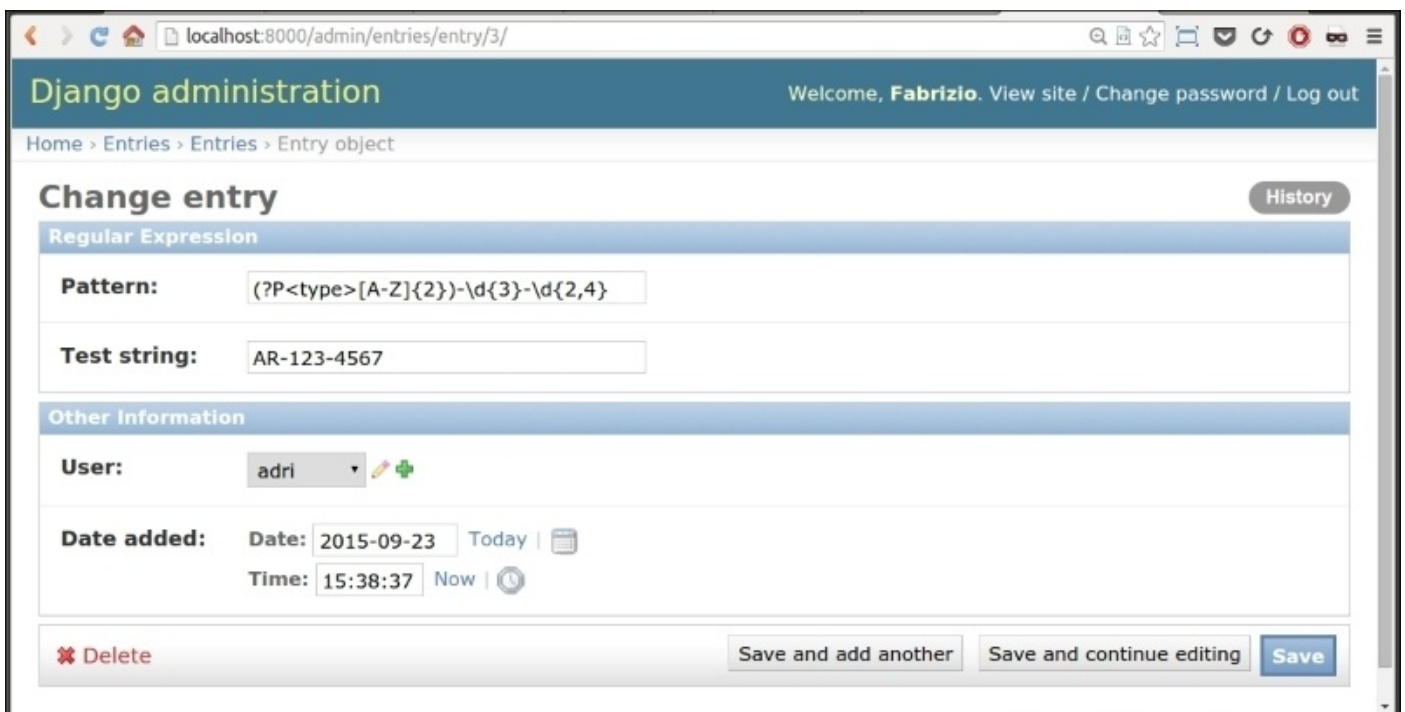 localhost:8000/admin/entries/entry/3/
Django administration
Welcome, Fabrizio. View site / Change password / Log out
Home › Entries › Entries › Entry object
Change entry
History
Regular Expression
Pattern: (?P<type>[A-Z]{2})-\d{3}-\d{2,4}
Test string: AR-123-4567
Other Information
User: adri
Date added: Date: 2015-09-23 Today |
Time: 15:38:37 Now |
Delete Save and add another Save and continue editing Save